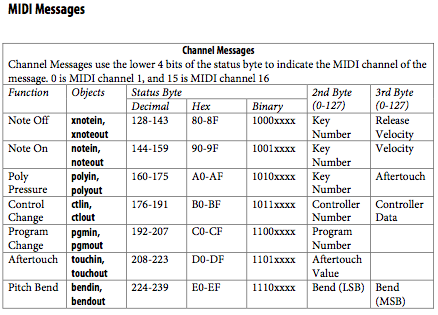 MIDI Messages
Channel Messages
Channel Messages use the lower 4 bits of the status byte to indicate the MIDI channel of the
message. 0 is MIDI channel 1, and 15 is MIDI channel 16
Function Objects Status Byte 2nd Byte 3rd Byte
Decimal Hex Binary (0-127) (0-127)
Note Off xnotein, 128-143 80-8F 1000xxxx Key Release
xnoteout Number Velocity
Note On notein, 144-159 90-9F 1001xxxx Key Velocity
noteout Number
Poly polyin, 160-175 A0-AF 1010xxxx Key Aftertouch
Pressure polyout Number
Control ctlin, 176-191 B0-BF 1011xxxx Controller Controller
Change ctlout Number Data
Program pgmin, 192-207 C0-CF 1100xxxx Program
Change pgmout Number
Aftertouch touchin, 208-223 D0-DF 1101xxxx Aftertouch
touchout Value
Pitch Bend bendin, 224-239 E0-EF 1110xxxx Bend (LSB) Bend
bendout (MSB)